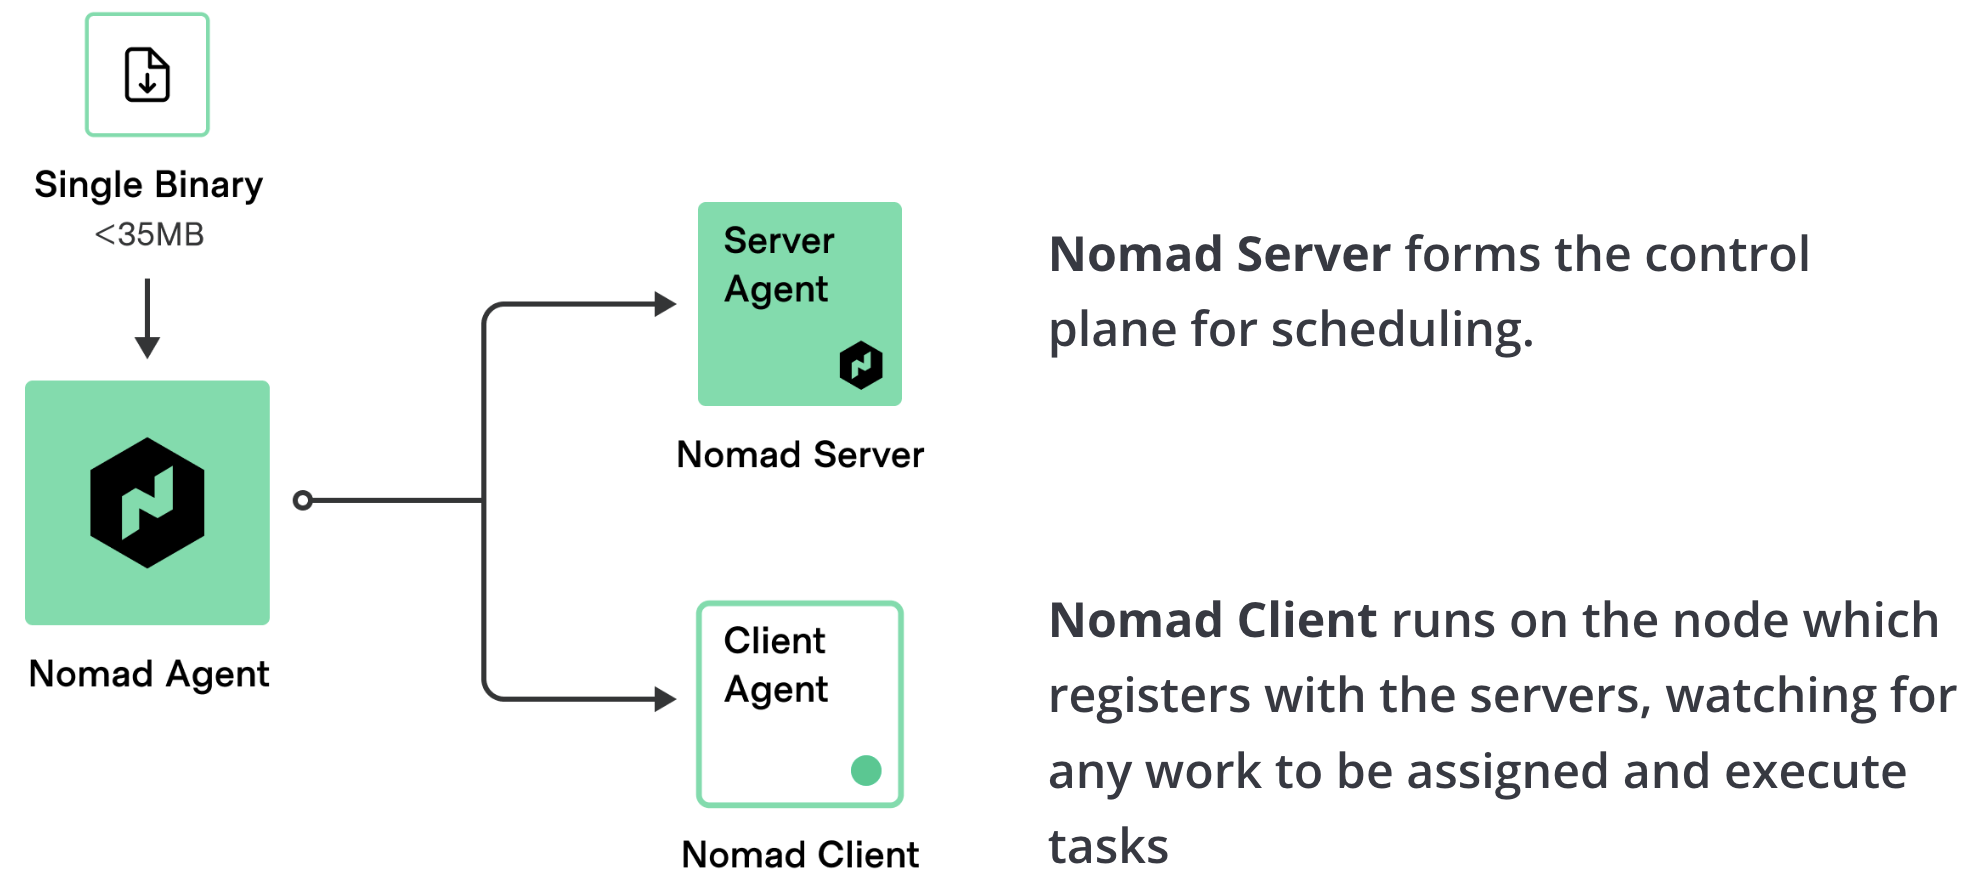 Single Binary
<35MB
Nomad Agent
Server
Agent
Nomad Server
Nomad Server forms the control
plane for scheduling.
Client
Agent
Nomad Client
Nomad Client runs on the node which
registers with the servers, watching for
any work to be assigned and execute
tasks